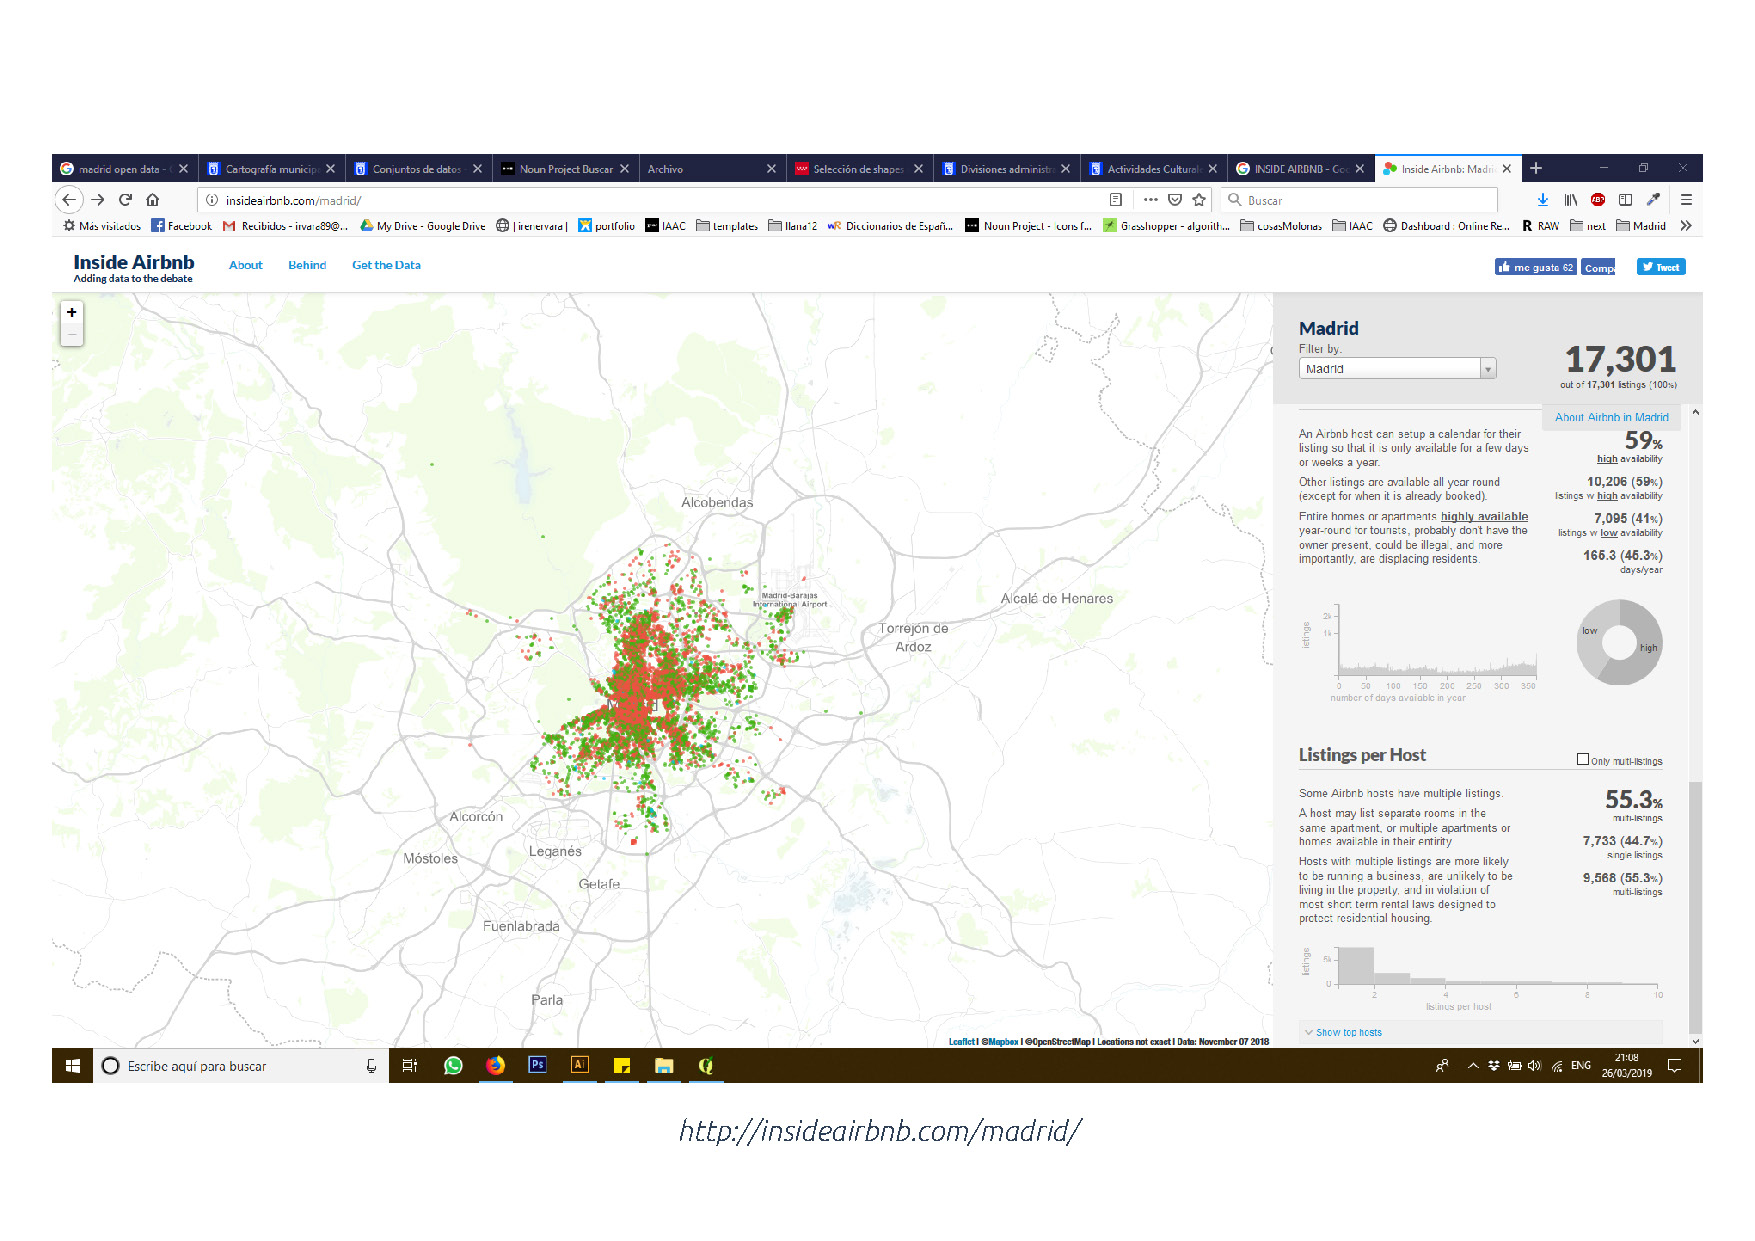 madrid open data -
Cartografía municip
Conjuntos de datos -
Noun Project Buscar
Archivo
Selección de shapes
Divisiones administra
Actividades Culturale
INSIDE AIRBNB - Goo
Inside Airbnb: Madri
insideairbnb.com/madrid/
Buscar
Más visitados
Facebook
Recibidos - irvara89@...
My Drive - Google Drive
| irenervara |
portfolio
IAAC
templates
Ilana12
Diccionarios de Españ...
Noun Project - Icons f...
Grasshopper - algorith...
cosasMolonas
IAAC
Dashboard : Online Re...
RAW
next
Madrid
Inside Airbnb
Adding data to the debate
About
Behind
Get the Data
me gusta 62
Compa
Tweet
+
−
Alcobendas
Madrid-Barajas
International Airport
Alcalá de Henares
Torrejón de
Ardoz
Alcorcón
Móstoles
Leganés
Getafe
Fuenlabrada
Parla
Leaflet | ©Mapbox | ©OpenStreetMap | Locations not exact | Data: November 07 2018
Madrid
Filter by:
Madrid
17,301
out of 17,301 listings (100%)
About Airbnb in Madrid
An Airbnb host can setup a calendar for their
listing so that it is only available for a few days
or weeks a year.
Other listings are available all year round
(except for when it is already booked).
Entire homes or apartments highly available
year-round for tourists, probably don't have the
owner present, could be illegal, and more
importantly, are displacing residents.
59%
high availability
10,206 (59%)
listings w high availability
7,095 (41%)
listings w low availability
165.3 (45.3%)
days/year
2k
1k
listings
0 50 100 150 200 250 300 350
number of days available in year
low
high
Listings per Host
Only multi-listings
Some Airbnb hosts have multiple listings.
A host may list separate rooms in the
same apartment, or multiple apartments or
homes available in their entirity.
Hosts with multiple listings are more likely
to be running a business, are unlikely to be
living in the property, and in violation of
most short term rental laws designed to
protect residential housing.
55.3%
multi-listings
7,733 (44.7%)
single listings
9,568 (55.3%)
multi-listings
5k
0
listings
2 4 6 8 10
listings per host
Show top hosts
Escribe aquí para buscar
Ps
Ai
ENG
21:08
26/03/2019
http://insideairbnb.com/madrid/